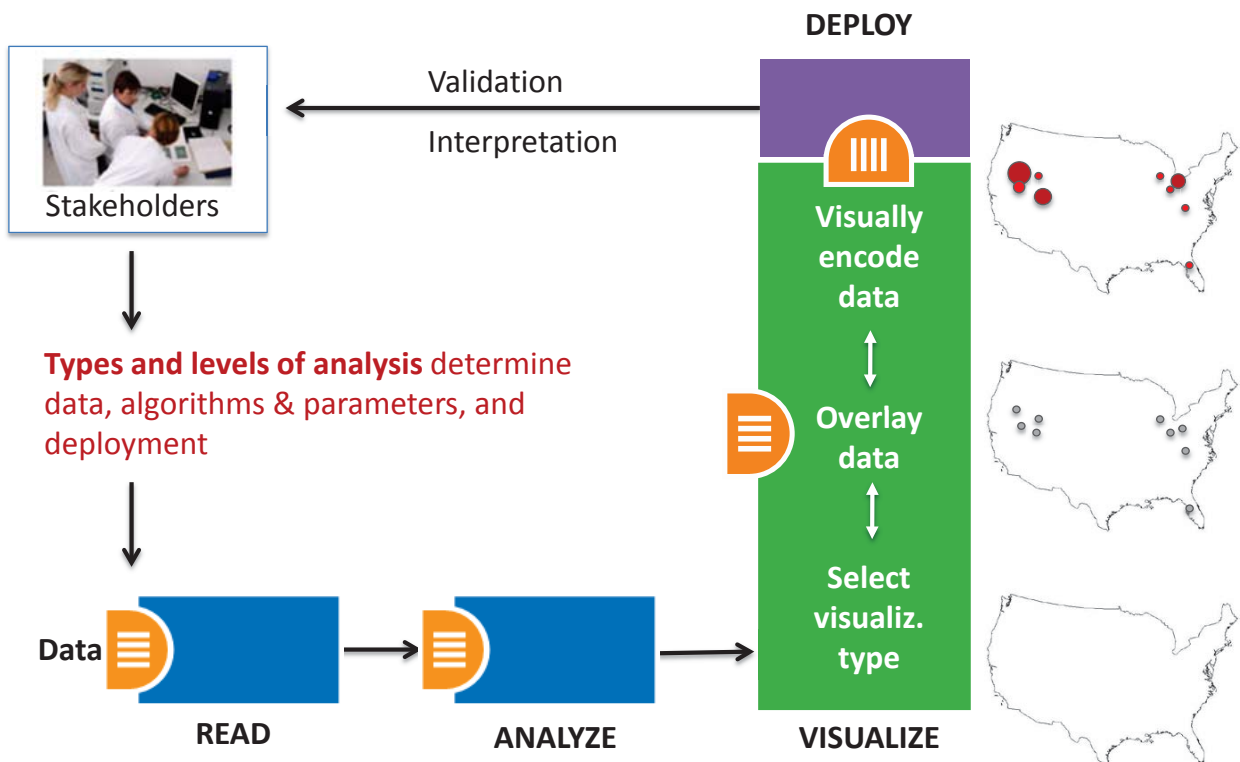 DEPLOY
Validation
Interpretation
Stakeholders
Visually
encode
data
Types and levels of analysis determine
data, algorithms & parameters, and
deployment
Overlay
data
Select
visualiz.
type
Data
READ
ANALYZE
VISUALIZE